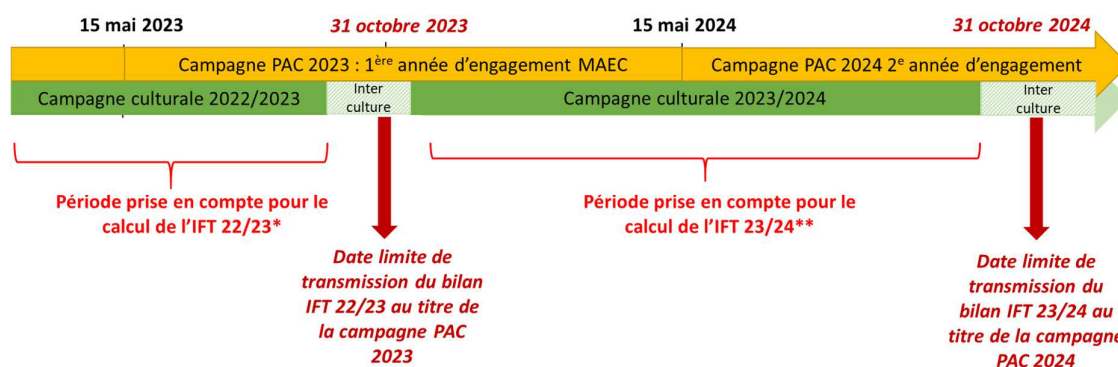 15 mai 2023
31 octobre 2023
15 mai 2024
31 octobre 2024
Campagne PAC 2023 : 1ère année d'engagement MAEC
Campagne PAC 2024 2e année d'engagement
Campagne culturale 2022/2023
Inter
culture
Campagne culturale 2023/2024
Inter
culture
Période prise en compte pour le
calcul de l'IFT 22/23*
Période prise en compte pour le
calcul de l'IFT 23/24**
Date limite de
transmission du bilan
IFT 22/23 au titre de
la campagne PAC
2023
Date limite de
transmission du
bilan IFT 23/24 au
titre de la campagne
PAC 2024